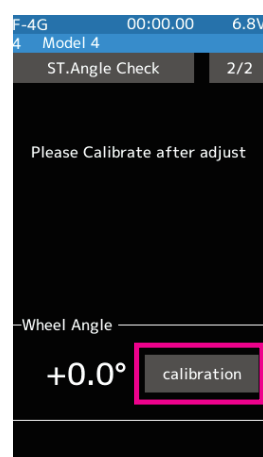 F-4G 00:00.00 6.8V
4 Model 4
ST.Angle Check 2/2
Please Calibrate after adjust
Wheel Angle
+0.0° calibration